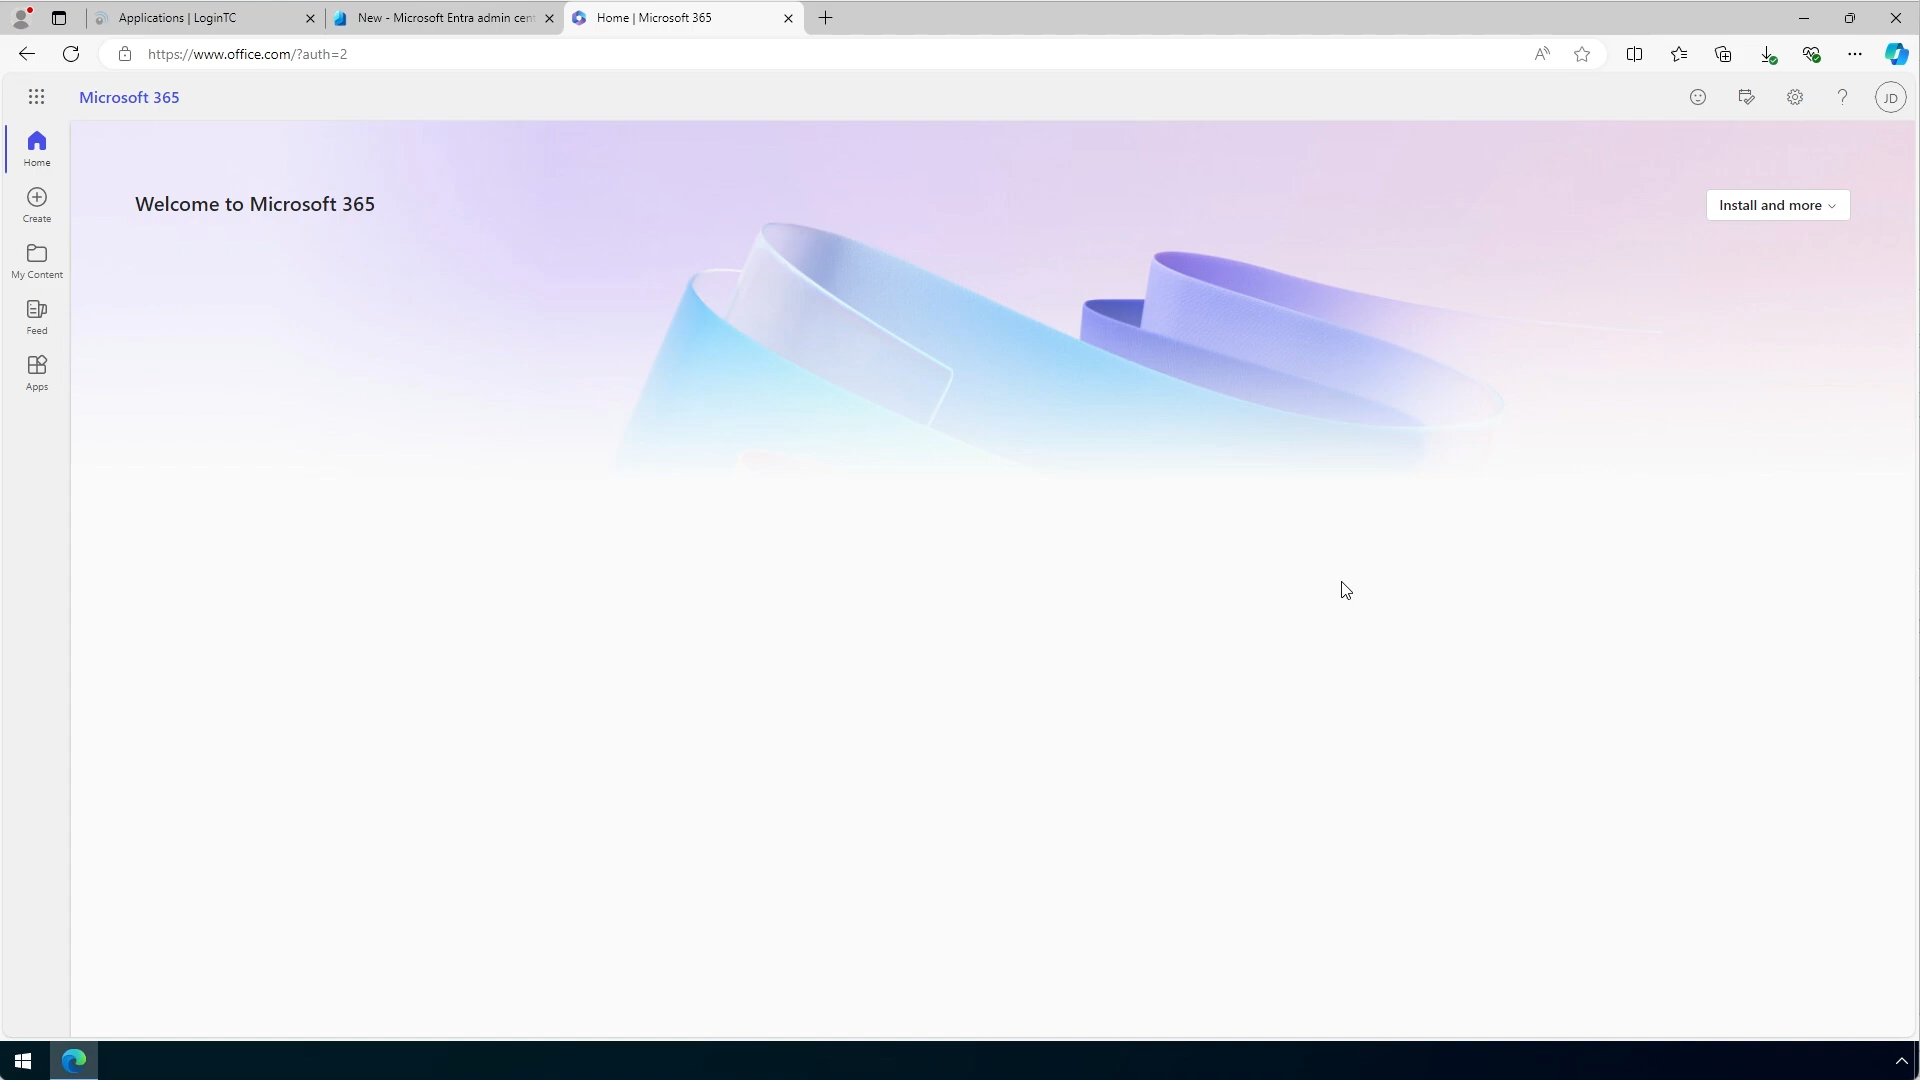 Applications | LoginTC
New - Microsoft Entra admin cent
Home | Microsoft 365
https://www.office.com/?auth=2
Microsoft 365
JD
Home
Create
My Content
Feed
Apps
Welcome to Microsoft 365
Install and more